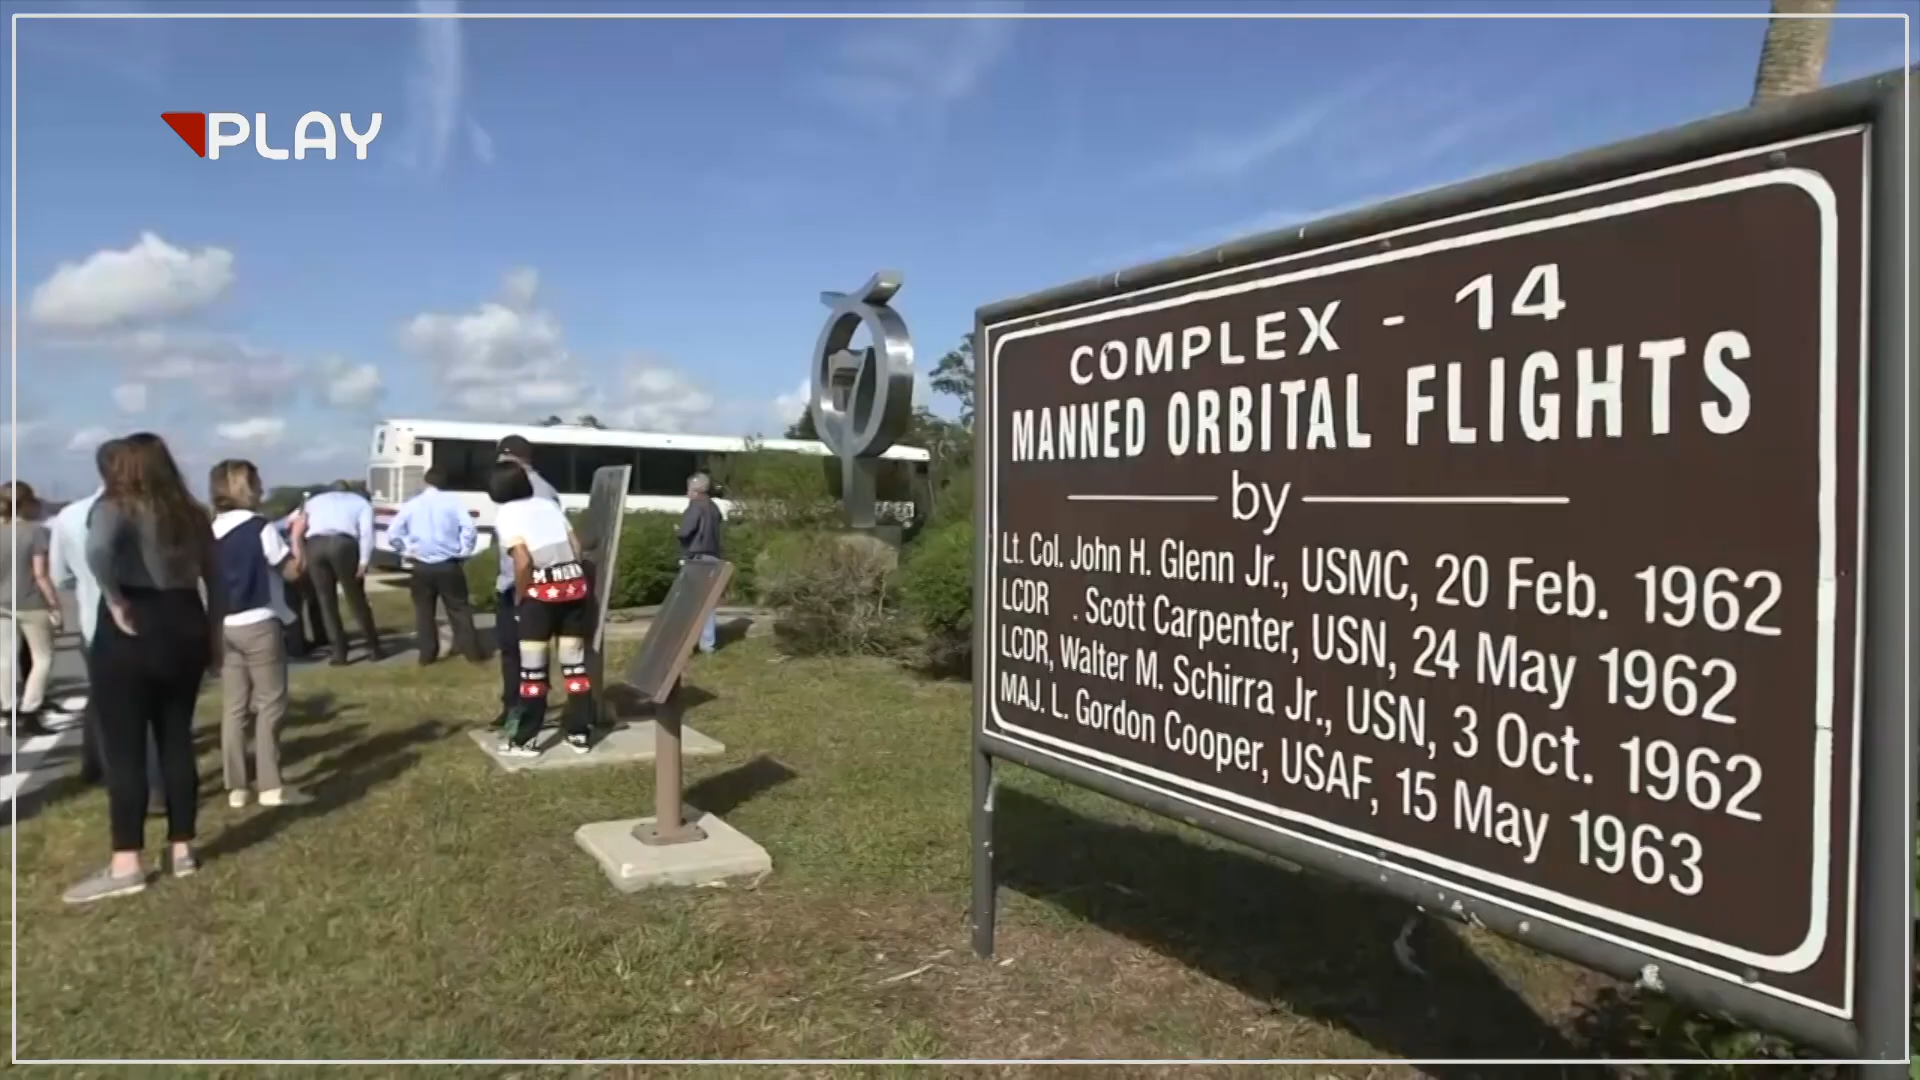 PLAY
COMPLEX - 14
MANNED ORBITAL FLIGHTS
by
Lt. Col. John H. Glenn Jr., USMC, 20 Feb. 1962
LCDR . Scott Carpenter, USN, 24 May 1962
LCDR, Walter M. Schirra Jr., USN, 3 Oct. 1962
MAJ. L. Gordon Cooper, USAF, 15 May 1963